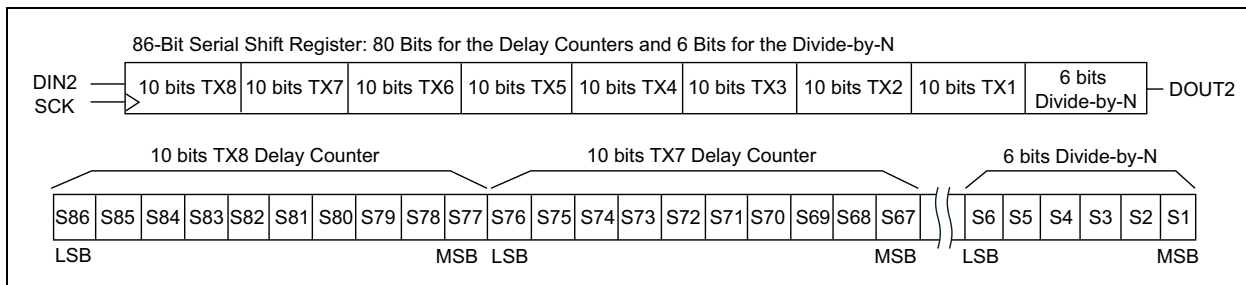 86-Bit Serial Shift Register: 80 Bits for the Delay Counters and 6 Bits for the Divide-by-N
DIN2
SCK
10 bits TX8 10 bits TX7 10 bits TX6 10 bits TX5 10 bits TX4 10 bits TX3 10 bits TX2 10 bits TX1 6 bits Divide-by-N
DOUT2
10 bits TX8 Delay Counter 10 bits TX7 Delay Counter 6 bits Divide-by-N
S86 S85 S84 S83 S82 S81 S80 S79 S78 S77 S76 S75 S74 S73 S72 S71 S70 S69 S68 S67 S6 S5 S4 S3 S2 S1
LSB MSB LSB MSB LSB MSB